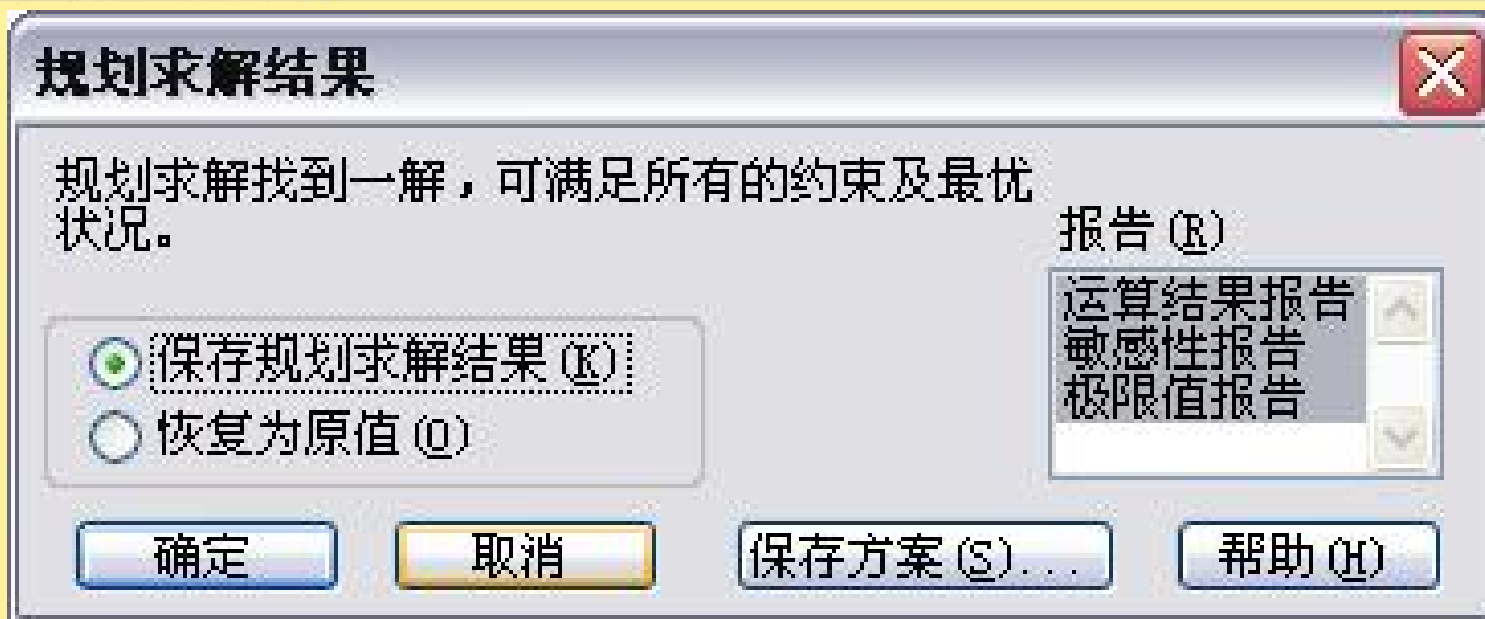 规划求解结果
规划求解找到一解，可满足所有的约束及最优
状况。
报告(R)
运算结果报告
敏感性报告
极限值报告
保存规划求解结果(K)
恢复为原值(O)
确定
取消
保存方案(S)...
帮助(H)